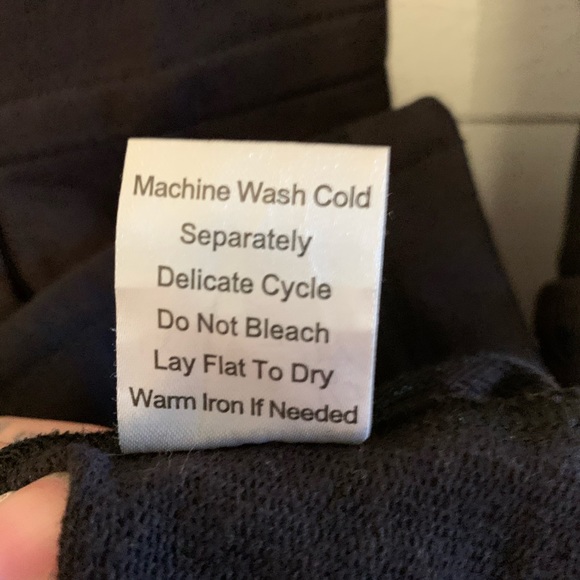 Machine Wash Cold
Separately
Delicate Cycle
Do Not Bleach
Lay Flat To Dry
Warm Iron If Needed